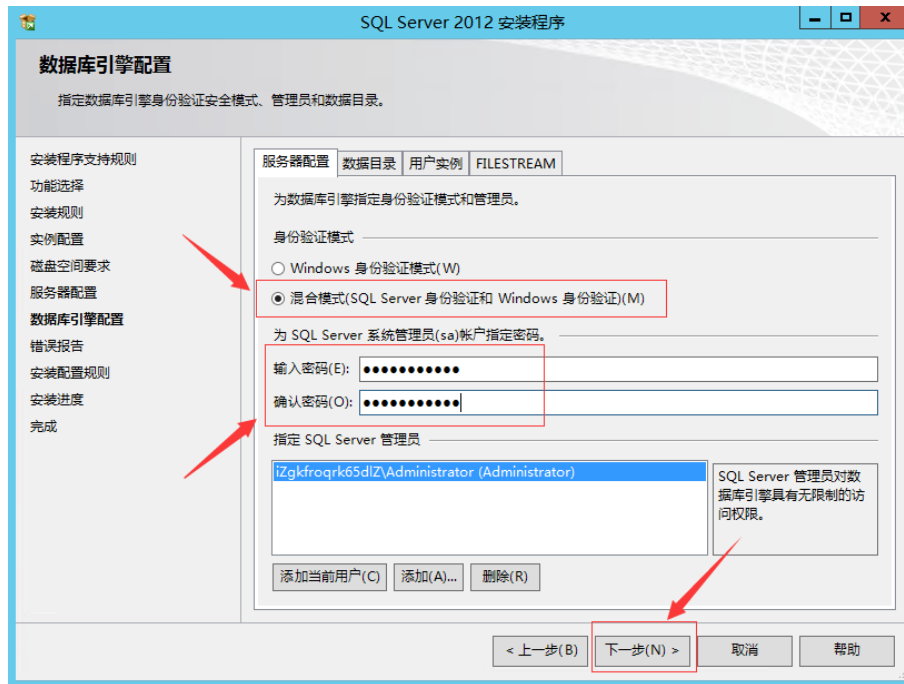 SQL Server 2012 安装程序
数据库引擎配置
指定数据库引擎身份验证安全模式、管理员和数据目录。
安装程序支持规则
功能选择
安装规则
实例配置
磁盘空间要求
服务器配置
数据库引擎配置
错误报告
安装配置规则
安装进度
完成
服务器配置 数据目录 用户实例 FILESTREAM
为数据库引擎指定身份验证模式和管理员。
身份验证模式
Windows 身份验证模式(W)
混合模式(SQL Server 身份验证和 Windows 身份验证)(M)
为 SQL Server 系统管理员(sa)帐户指定密码。
输入密码(E): ●●●●●●●●●●●
确认密码(O): ●●●●●●●●●●●
指定 SQL Server 管理员
iZgkfroqrk65dlZ\Administrator (Administrator)
SQL Server 管理员对数
据库引擎具有无限制的访
问权限。
添加当前用户(C) 添加(A)... 删除(R)
< 上一步(B) 下一步(N) > 取消 帮助